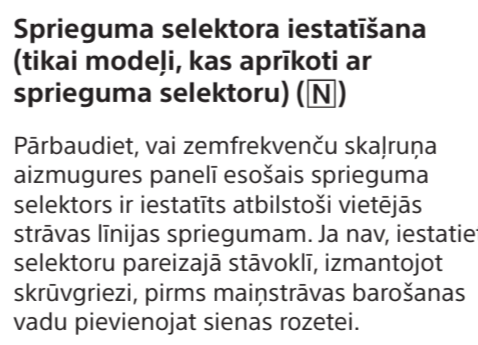 Sprieguma selektora iestatīšana
(tikai modeļi, kas aprīkoti ar
sprieguma selektoru) (N)
Pārbaudiet, vai zemfrekvenču skaļruņa
aizmugures panelī esošais sprieguma
selektors ir iestatīts atbilstoši vietējās
strāvas līnijas spriegumam. Ja nav, iestatiet
selektoru pareizajā stāvoklī, izmantojot
skrūvgriezi, pirms maiņstrāvas barošanas
vadu pievienojat sienas rozetei.